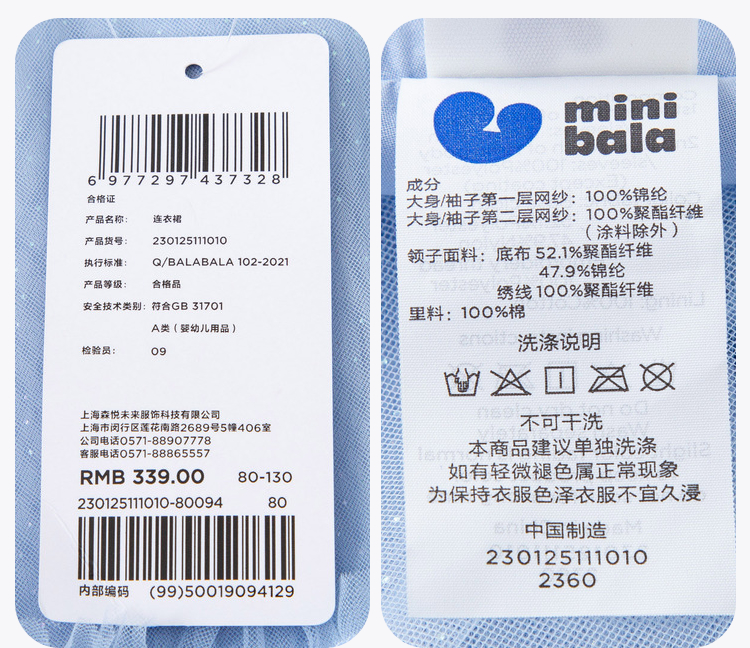 6 977297 437328
合格证
产品名称: 连衣裙
产品货号: 230125111010
执行标准: Q/BALABALA 102-2021
产品等级: 合格品
安全技术类别: 符合GB 31701
A类 (婴幼儿用品)
检验员: 09
上海森悦未来服饰科技有限公司
上海市闵行区莲花南路2689号5幢406室
公司电话0571-88907778
客服电话0571-88865557
RMB 339.00 80-130
230125111010-80094 80
内部编码 (99)50019094129
mini
bala
成分
大身/袖子第一层网纱: 100%锦纶
大身/袖子第二层网纱: 100%聚酯纤维
(涂料除外)
领子面料: 底布 52.1%聚酯纤维
47.9%锦纶
绣线 100%聚酯纤维
里料: 100%棉
洗涤说明
不可干洗
本商品建议单独洗涤
如有轻微褪色属正常现象
为保持衣服色泽衣服不宜久浸
中国制造
230125111010
2360